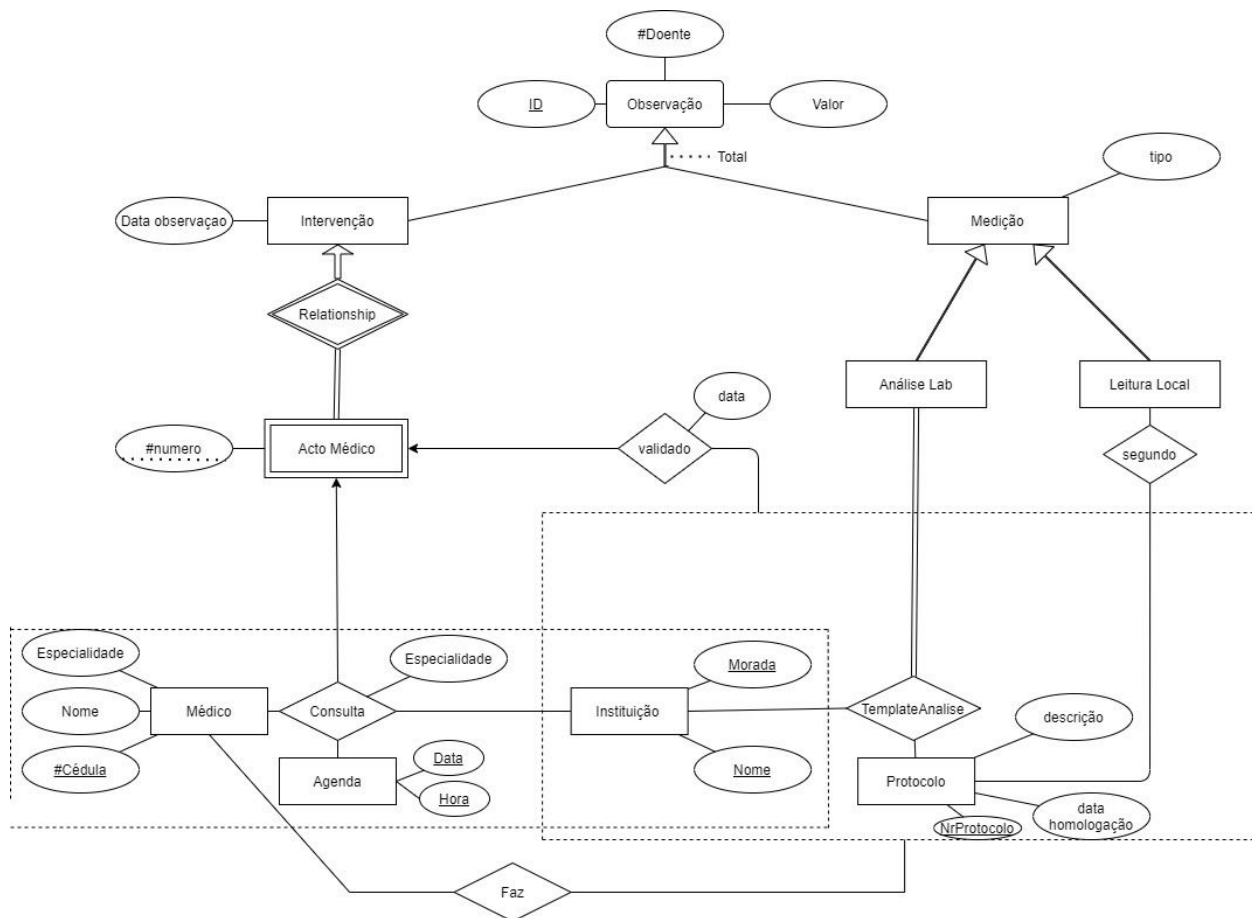 #Doente
ID
Observação
Valor
Total
tipo
Data observaçao
Intervenção
Medição
Relationship
Análise Lab
Leitura Local
data
#numero
Acto Médico
validado
segundo
Especialidade
Especialidade
Morada
Nome
Médico
Consulta
Instituição
TemplateAnalise
descrição
#Cédula
Agenda
Data
Hora
Nome
Protocolo
data
homologação
NrProtocolo
Faz